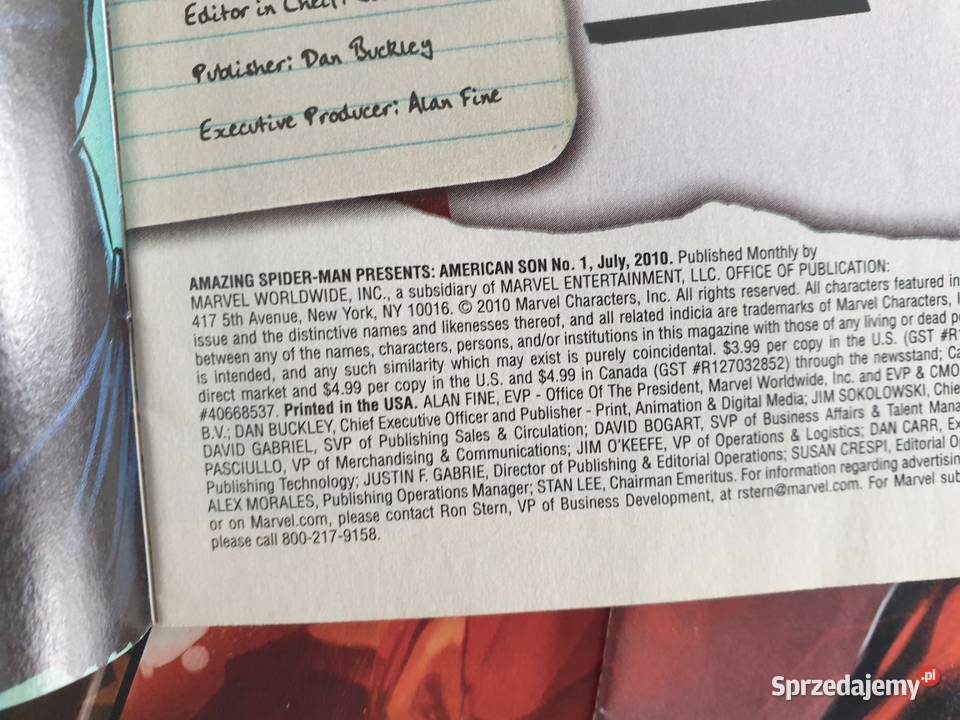 Editor in Chief:
Publisher: Dan Buckley
Executive Producer: Alan Fine
AMAZING SPIDER-MAN PRESENTS: AMERICAN SON No. 1, July, 2010. Published Monthly by
MARVEL WORLDWIDE, INC., a subsidiary of MARVEL ENTERTAINMENT, LLC. OFFICE OF PUBLICATION:
417 5th Avenue, New York, NY 10016. © 2010 Marvel Characters, Inc. All rights reserved. All characters featured in
issue and the distinctive names and likenesses thereof, and all related indicia are trademarks of Marvel Characters,
between any of the names, characters, persons, and/or institutions in this magazine with those of any living or dead
is intended, and any such similarity which may exist is purely coincidental. $3.99 per copy in the U.S. (GST #R1
direct market and $4.99 per copy in the U.S. and $4.99 in Canada (GST #R127032852) through the newsstand;
#40668537. Printed in the USA. ALAN FINE, EVP - Office Of The President, Marvel Worldwide, Inc. and EVP & CMO
B.V.; DAN BUCKLEY, Chief Executive Officer and Publisher - Print, Animation & Digital Media; JIM SOKOLOWSKI, Chie
DAVID GABRIEL, SVP of Publishing Sales & Circulation; DAVID BOGART, SVP of Business Affairs & Talent Mana
PASCIULLO, VP of Merchandising & Communications; JIM O'KEEFE, VP of Operations & Logistics; DAN CARR, Ex
Publishing Technology; JUSTIN F. GABRIE, Director of Publishing & Editorial Operations; SUSAN CRESPI, Editorial O
ALEX MORALES, Publishing Operations Manager; STAN LEE, Chairman Emeritus. For information regarding advertisin
or on Marvel.com, please contact Ron Stern, VP of Business Development, at rstern@marvel.com. For Marvel sub
please call 800-217-9158.
Sprzedajemy.pl